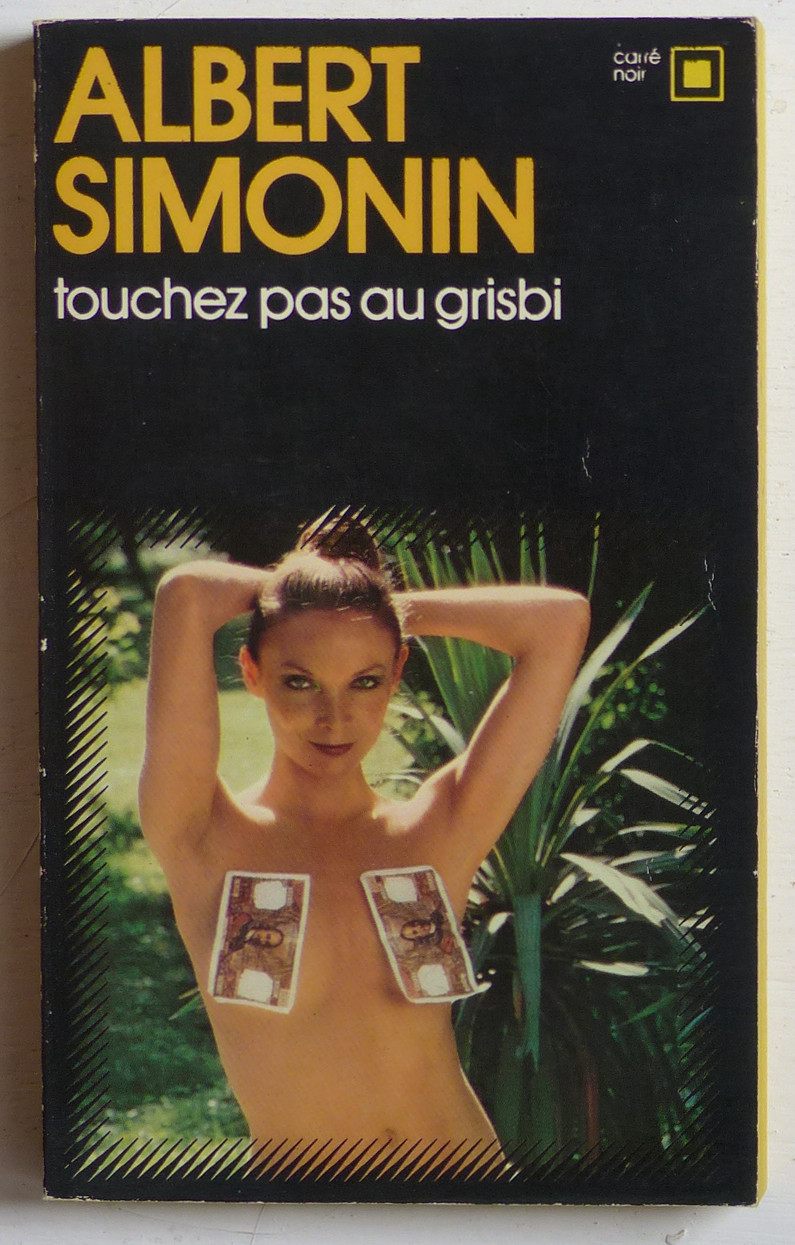 ALBERT
SIMONIN
touchez pas au grisbi
carré
noir